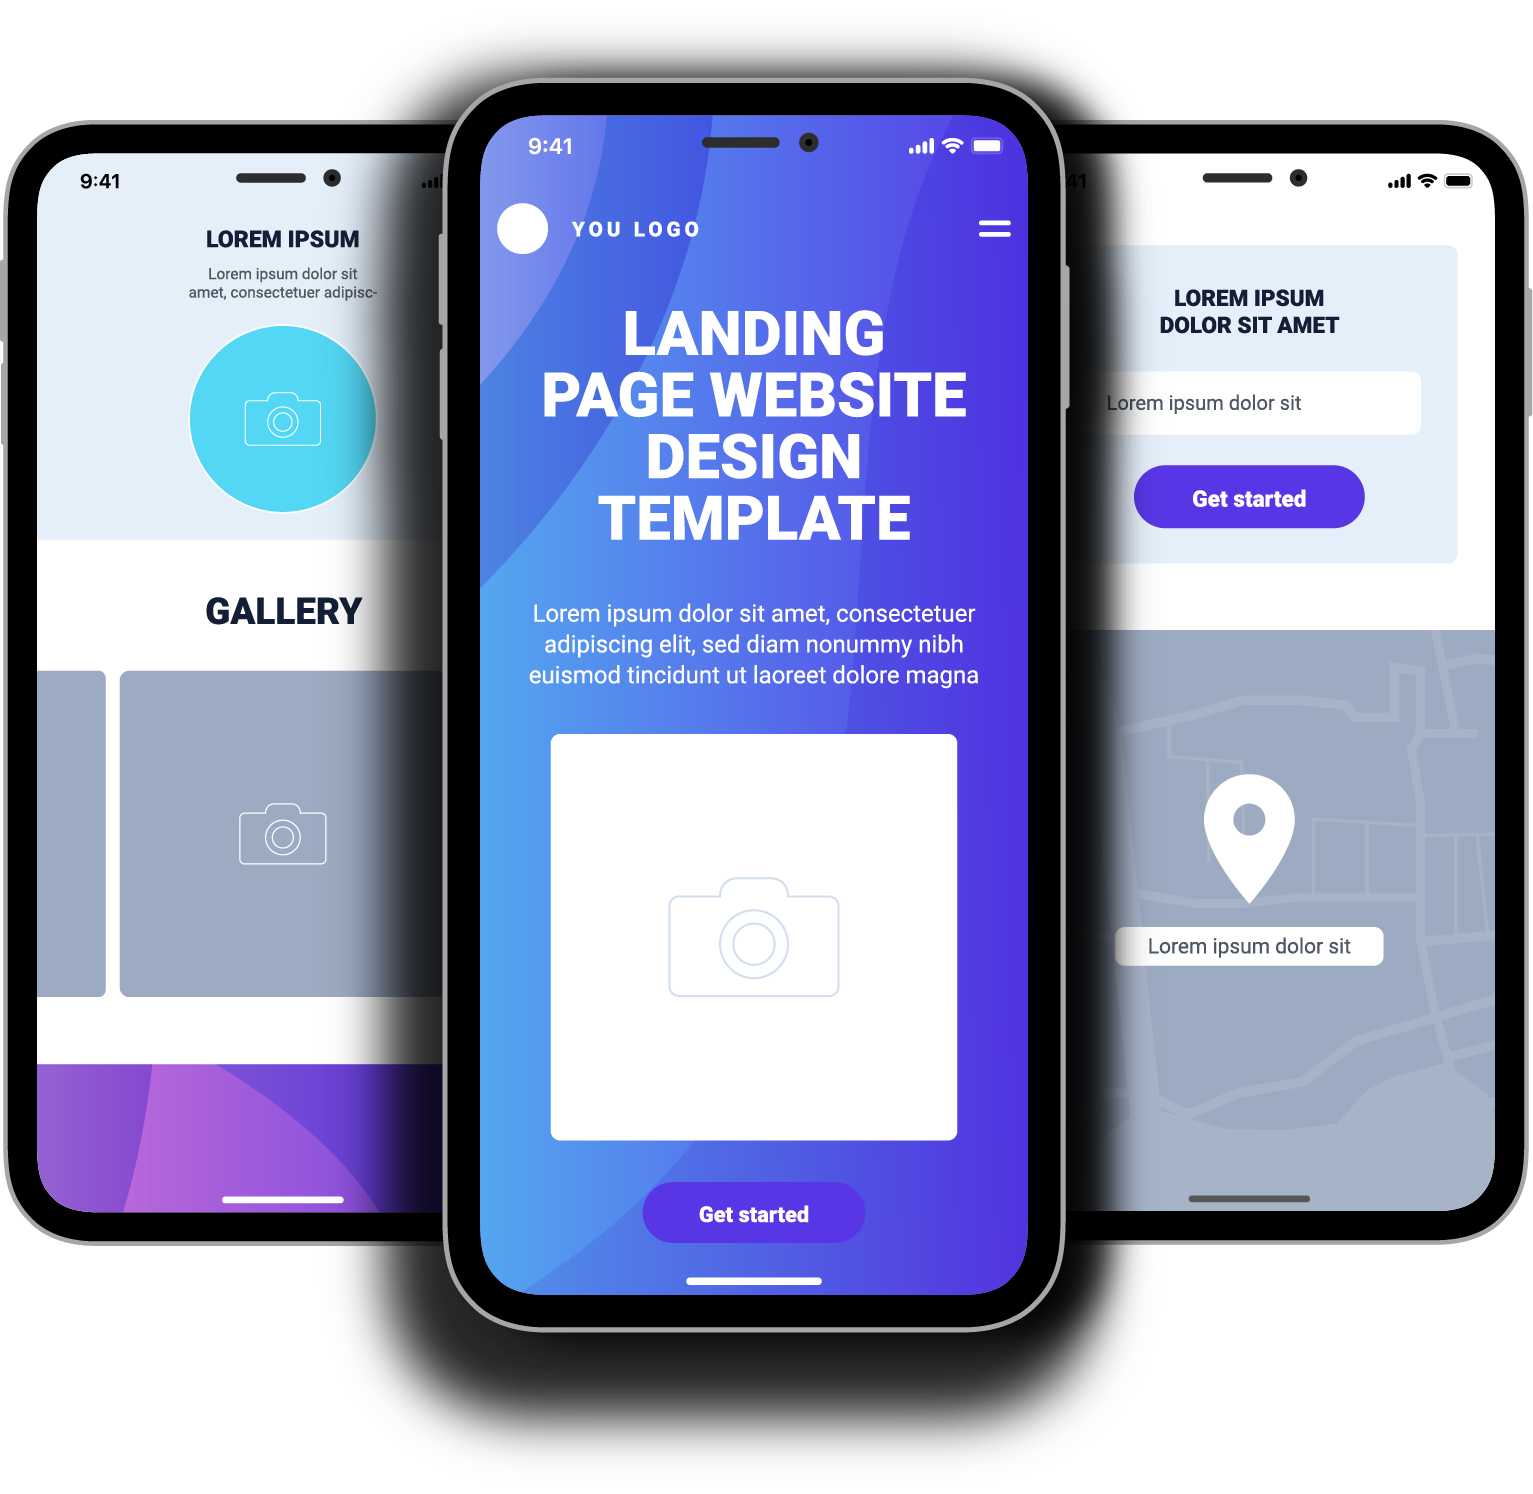 9:41
LOREM IPSUM
Lorem ipsum dolor sit
amet, consectetuer adipisc-
GALLERY
9:41
YOU LOGO
LANDING
PAGE WEBSITE
DESIGN
TEMPLATE
Lorem ipsum dolor sit amet, consectetuer
adipiscing elit, sed diam nonummy nibh
euismod tincidunt ut laoreet dolore magna
Get started
41
LOREM IPSUM
DOLOR SIT AMET
Lorem ipsum dolor sit
Get started
Lorem ipsum dolor sit